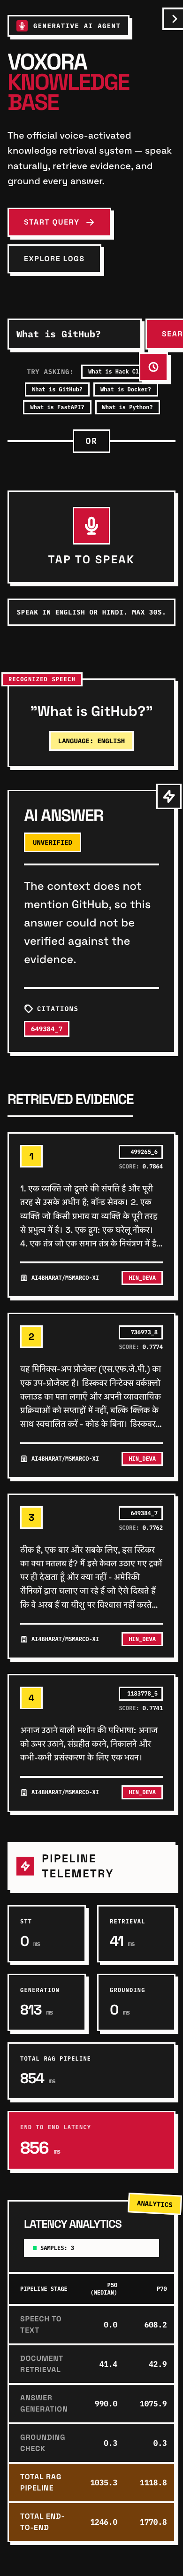 GENERATIVE AI AGENT
VOXORA
KNOWLEDGE
BASE
The official voice-activated
knowledge retrieval system — speak
naturally, retrieve evidence, and
ground every answer.
START QUERY →
EXPLORE LOGS
What is GitHub?
SEAR
TRY ASKING:
What is Hack Cl
What is GitHub?
What is Docker?
What is FastAPI?
What is Python?
OR
TAP TO SPEAK
SPEAK IN ENGLISH OR HINDI. MAX 30S.
RECOGNIZED SPEECH
"What is GitHub?"
LANGUAGE: ENGLISH
AI ANSWER
UNVERIFIED
The context does not
mention GitHub, so this
answer could not be
verified against the
evidence.
CITATIONS
649384_7
RETRIEVED EVIDENCE
1
499265_6
SCORE: 0.7864
1. एक व्यक्ति जो दूसरे की संपत्ति है और पूरी
तरह से उसके अधीन है; बॉन्ड सेवक। 2. एक
व्यक्ति जो किसी प्रभाव या व्यक्ति के पूरी तरह
से प्रभुत्व में है। 3. एक ड्रुग: एक घरेलू नौकर।
4. एक तंत्र जो एक समान तंत्र के नियंत्रण में है…
AI4BHARAT/MSMARCO-XI
HIN_DEVA
2
736973_8
SCORE: 0.7774
यह मिनिक्स-अप प्रोजेक्ट (एस.एफ.जे.पी.) का
एक उप-प्रोजेक्ट है। डिस्कवर निन्टेक्स वर्कफ़्लो
क्लाउड का पता लगाएँ और अपनी व्यावसायिक
प्रक्रियाओं को सप्ताहों में नहीं, बल्कि क्लिक के
साथ स्वचालित करें - कोड के बिना। डिस्कवर…
AI4BHARAT/MSMARCO-XI
HIN_DEVA
3
649384_7
SCORE: 0.7762
ठीक है, एक बार और सबके लिए, इस स्टिकर
का क्या मतलब है? मैं इसे केवल उठाए गए ट्रकों
पर ही देखता हूँ और क्या नहीं - अमेरिकी
सैनिकों द्वारा चलाए जा रहे हैं जो ऐसे दिखते हैं
कि वे अरब हैं या यीशु पर विश्वास नहीं करते…
AI4BHARAT/MSMARCO-XI
HIN_DEVA
4
1183778_5
SCORE: 0.7741
अनाज उठाने वाली मशीन की परिभाषा: अनाज
को ऊपर उठाने, संग्रहीत करने, निकालने और
कभी-कभी प्रसंस्करण के लिए एक भवन।
AI4BHARAT/MSMARCO-XI
HIN_DEVA
PIPELINE
TELEMETRY
STT
0 ms
RETRIEVAL
41 ms
GENERATION
813 ms
GROUNDING
0 ms
TOTAL RAG PIPELINE
854 ms
END TO END LATENCY
856 ms
ANALYTICS
LATENCY ANALYTICS
SAMPLES: 3
PIPELINE STAGE P50 (MEDIAN) P70
SPEECH TO TEXT 0.0 608.2
DOCUMENT RETRIEVAL 41.4 42.9
ANSWER GENERATION 990.0 1075.9
GROUNDING CHECK 0.3 0.3
TOTAL RAG PIPELINE 1035.3 1118.8
TOTAL END-TO-END 1246.0 1770.8